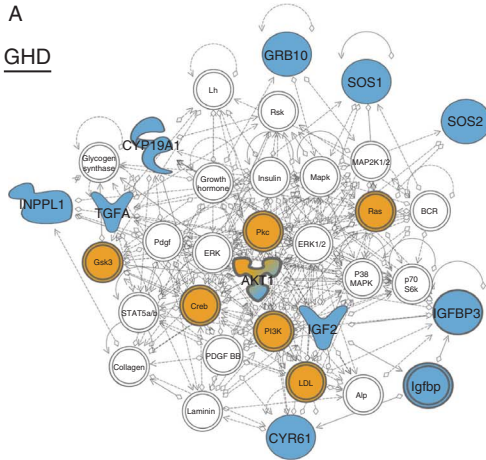 A
GHD
GRB10
SOS1
Lh
Rsk
SOS2
CYP19A1
Glycogen
synthase
Growth
hormone
Insulin
Mapk
MAP2K1/2
INPPL1
TGFA
Ras
BCR
Pkc
Pdgf
ERK
ERK1/2
Gsk3
AKT1
P38
MAPK
p70
S6k
Creb
STAT5a/b
PI3K
IGF2
IGFBP3
PDGF BB
Collagen
LDL
Igfbp
Alp
Laminin
CYR61